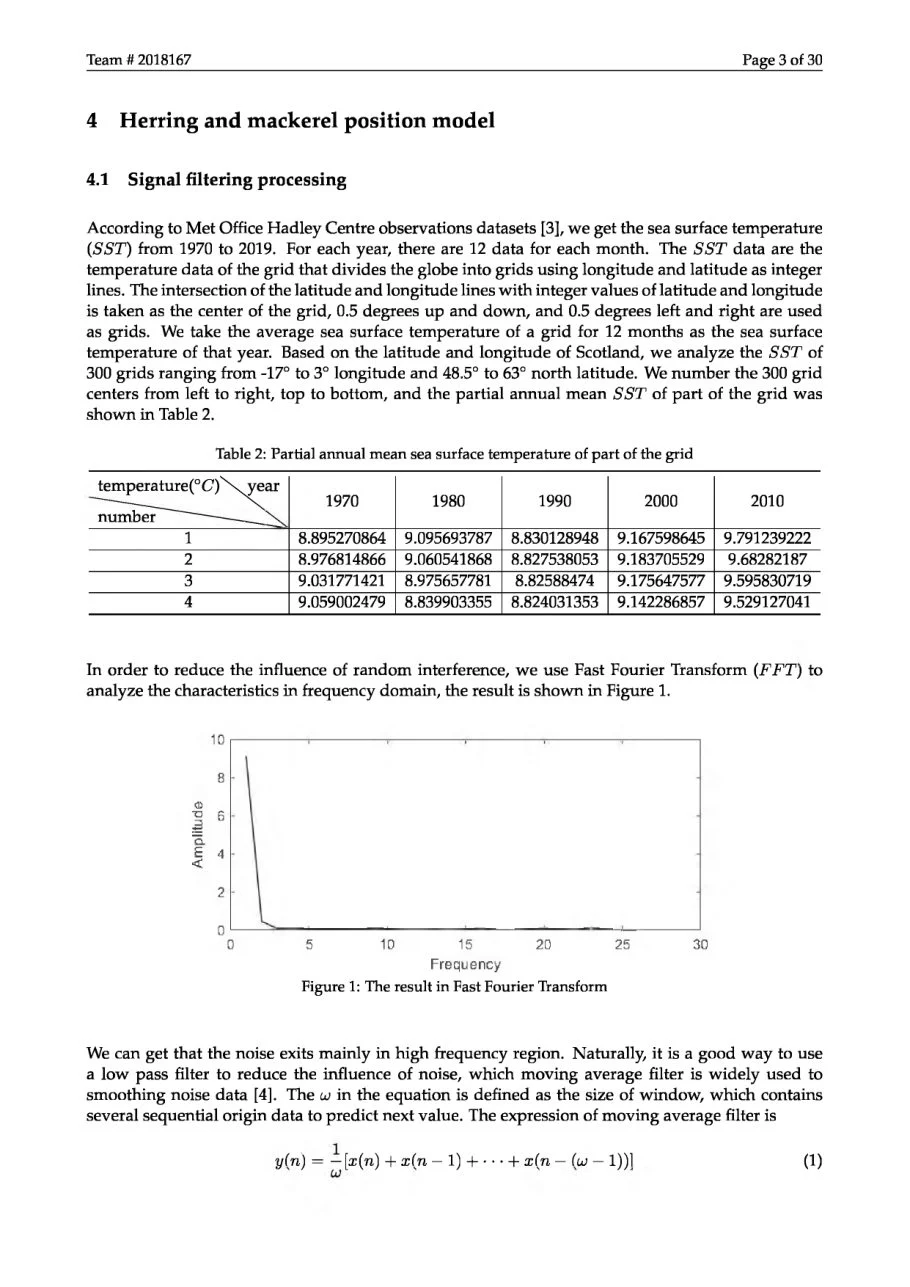 Team # 2018167
Page 3 of 30
4 Herring and mackerel position model
4.1 Signal filtering processing
According to Met Office Hadley Centre observations datasets [3], we get the sea surface temperature
(SST) from 1970 to 2019. For each year, there are 12 data for each month. The SST data are the
temperature data of the grid that divides the globe into grids using longitude and latitude as integer
lines. The intersection of the latitude and longitude lines with integer values of latitude and longitude
is taken as the center of the grid, 0.5 degrees up and down, and 0.5 degrees left and right are used
as grids. We take the average sea surface temperature of a grid for 12 months as the sea surface
temperature of that year. Based on the latitude and longitude of Scotland, we analyze the SST of
300 grids ranging from -17° to 3° longitude and 48.5° to 63° north latitude. We number the 300 grid
centers from left to right, top to bottom, and the partial annual mean SST of part of the grid was
shown in Table 2.
Table 2: Partial annual mean sea surface temperature of part of the grid
temperature(°C) year
number
1970 1980 1990 2000 2010
1 8.895270864 9.095693787 8.830128948 9.167598645 9.791239222
2 8.976814866 9.060541868 8.827538053 9.183705529 9.68282187
3 9.031771421 8.975657781 8.82588474 9.175647577 9.595830719
4 9.059002479 8.839903355 8.824031353 9.142286857 9.529127041
In order to reduce the influence of random interference, we use Fast Fourier Transform (FFT) to
analyze the characteristics in frequency domain, the result is shown in Figure 1.
10
8
6
4
2
0
Amplitude
0 5 10 15 20 25 30
Frequency
Figure 1: The result in Fast Fourier Transform
We can get that the noise exits mainly in high frequency region. Naturally, it is a good way to use
a low pass filter to reduce the influence of noise, which moving average filter is widely used to
smoothing noise data [4]. The ω in the equation is defined as the size of window, which contains
several sequential origin data to predict next value. The expression of moving average filter is
y(n) = 1/ω [x(n) + x(n − 1) + · · · + x(n − (ω − 1))] (1)